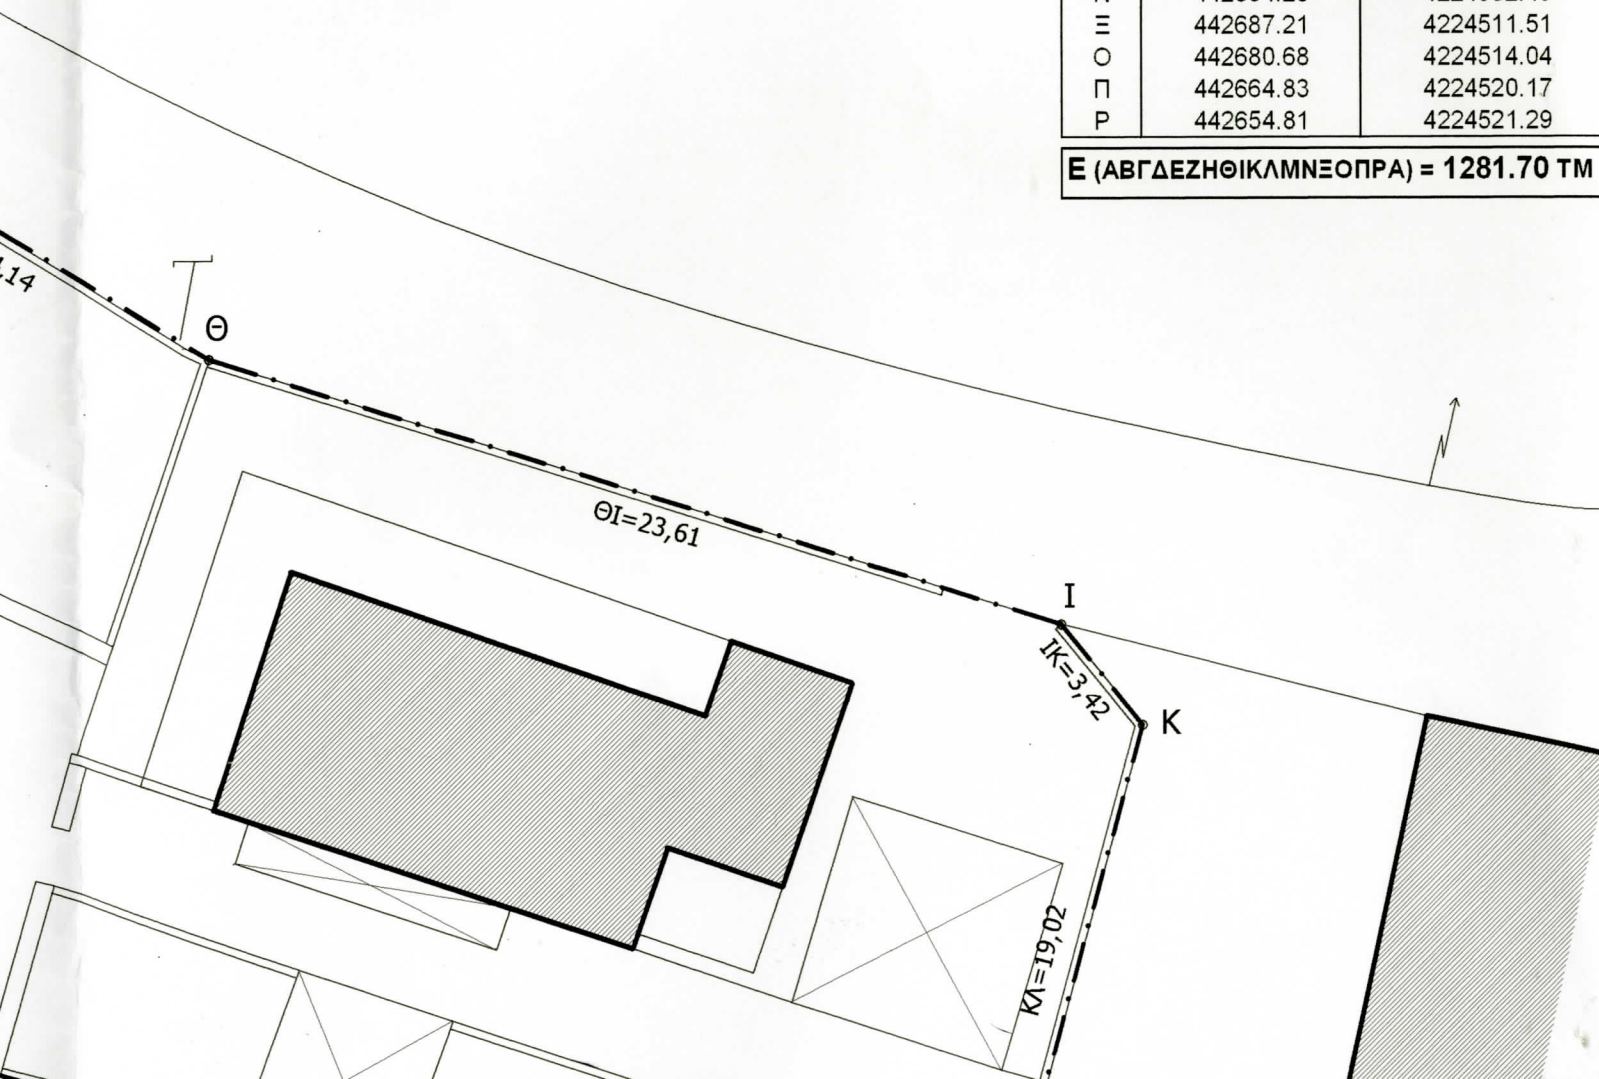 Ξ 442687.21 4224511.51
Ο 442680.68 4224514.04
Π 442664.83 4224520.17
Ρ 442654.81 4224521.29
Ε (ΑΒΓΔΕΖΗΘΙΚΛΜΝΞΟΠΡΑ) = 1281.70 ΤΜ
,14
Θ
ΘΙ=23,61
Ι
ΙΚ=3,42
Κ
ΚΛ=19,02